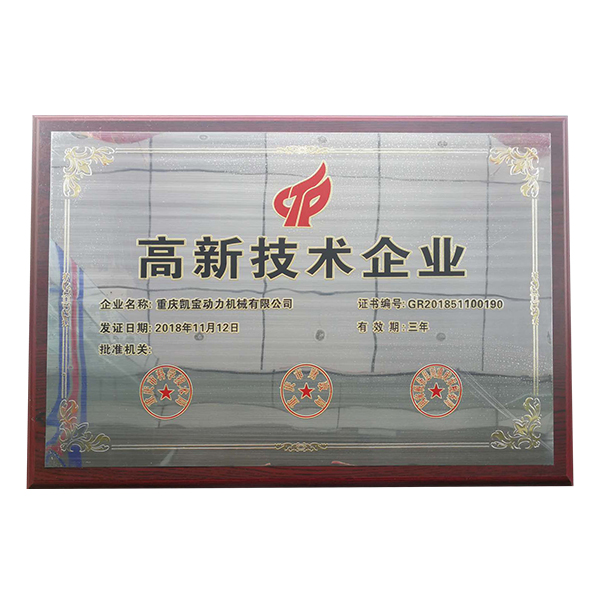 高新技术企业
企业名称: 重庆凯宝动力机械有限公司 证书编号: GR201851100190
发证日期: 2018年11月12日 有 效 期: 三年
批准机关: